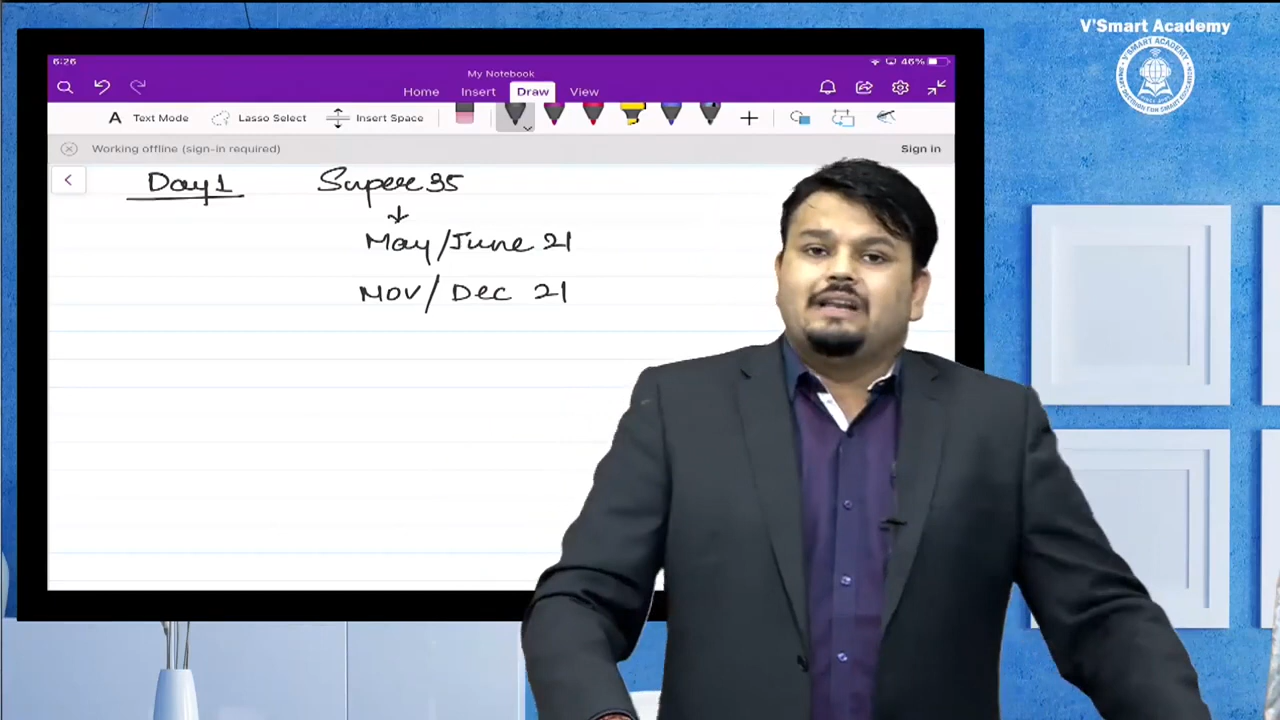 V'Smart Academy
6:26
46%
My Notebook
Home Insert Draw View
Text Mode Lasso Select Insert Space
Working offline (sign-in required) Sign in
Day 1 Super 35
May/June 21
Nov/Dec 21